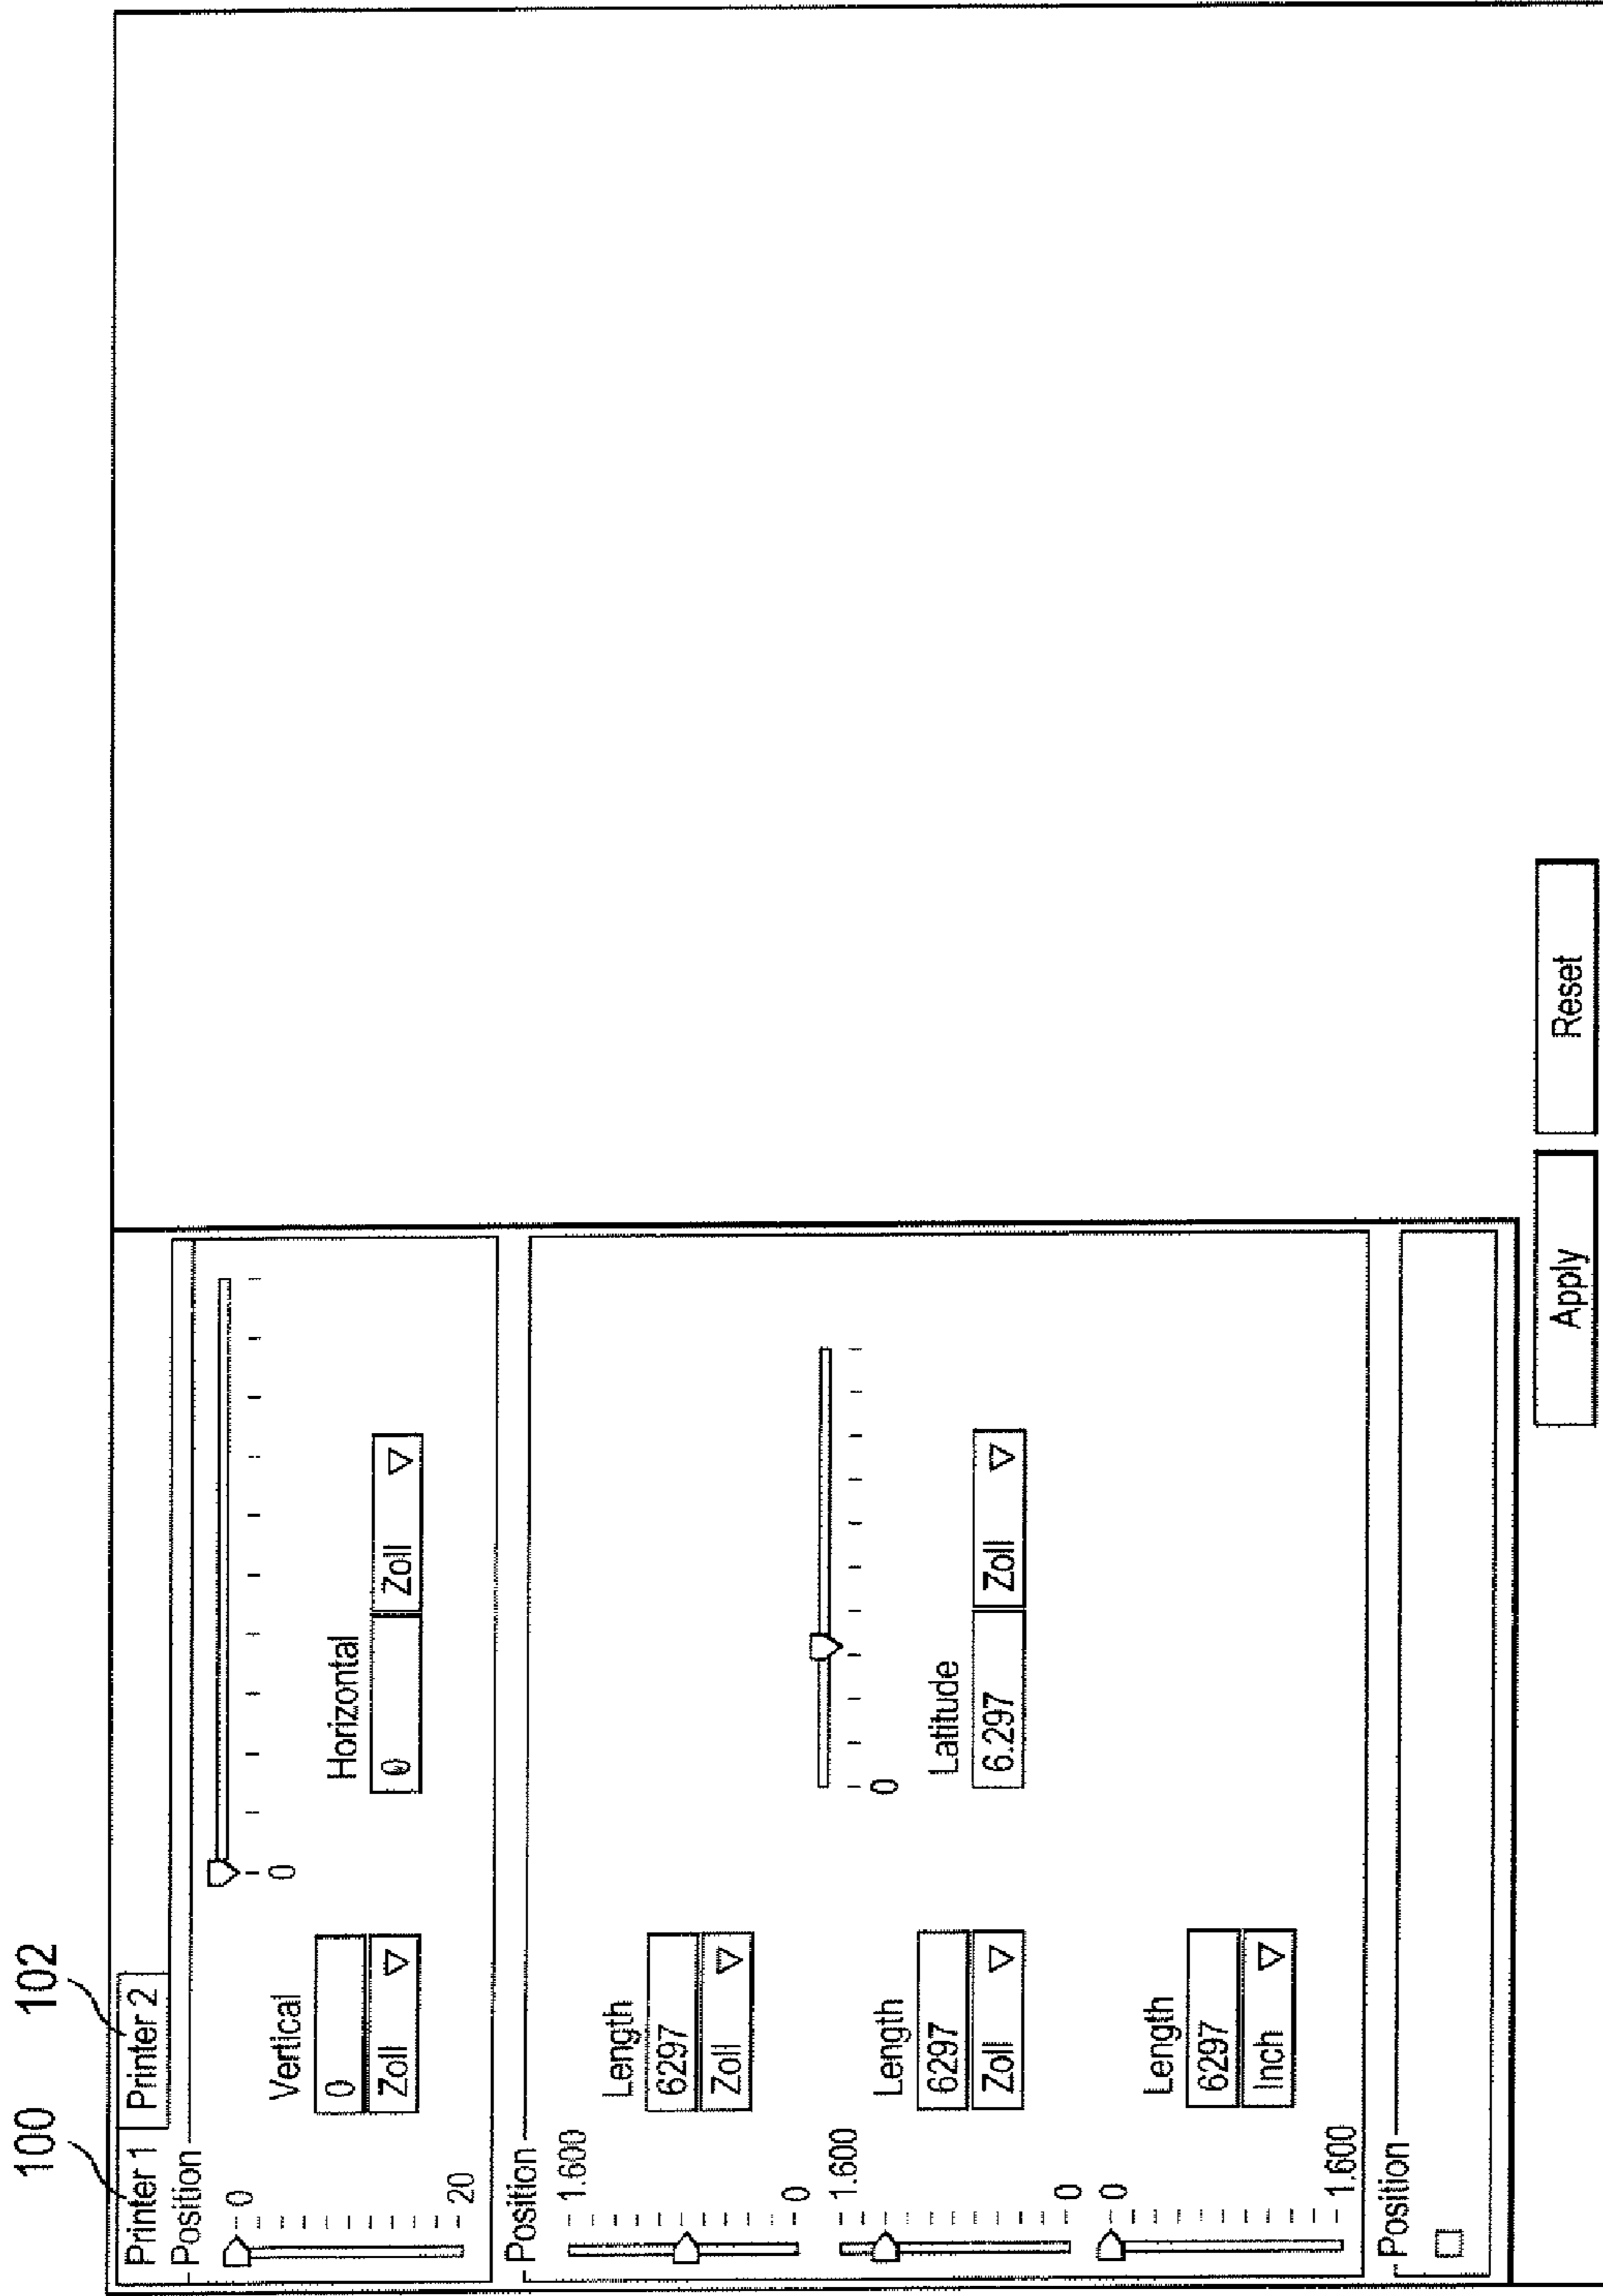 100 102
Printer 1 Printer 2
Position
0
20
Vertical
0
Zoll
0
Horizontal
0
Zoll
Position
1.600
0
Length
6297
Zoll
1.600
0
Length
6297
Zoll
0
Latitude
6.297
Zoll
0
1.600
Length
6297
Inch
Position
Apply Reset